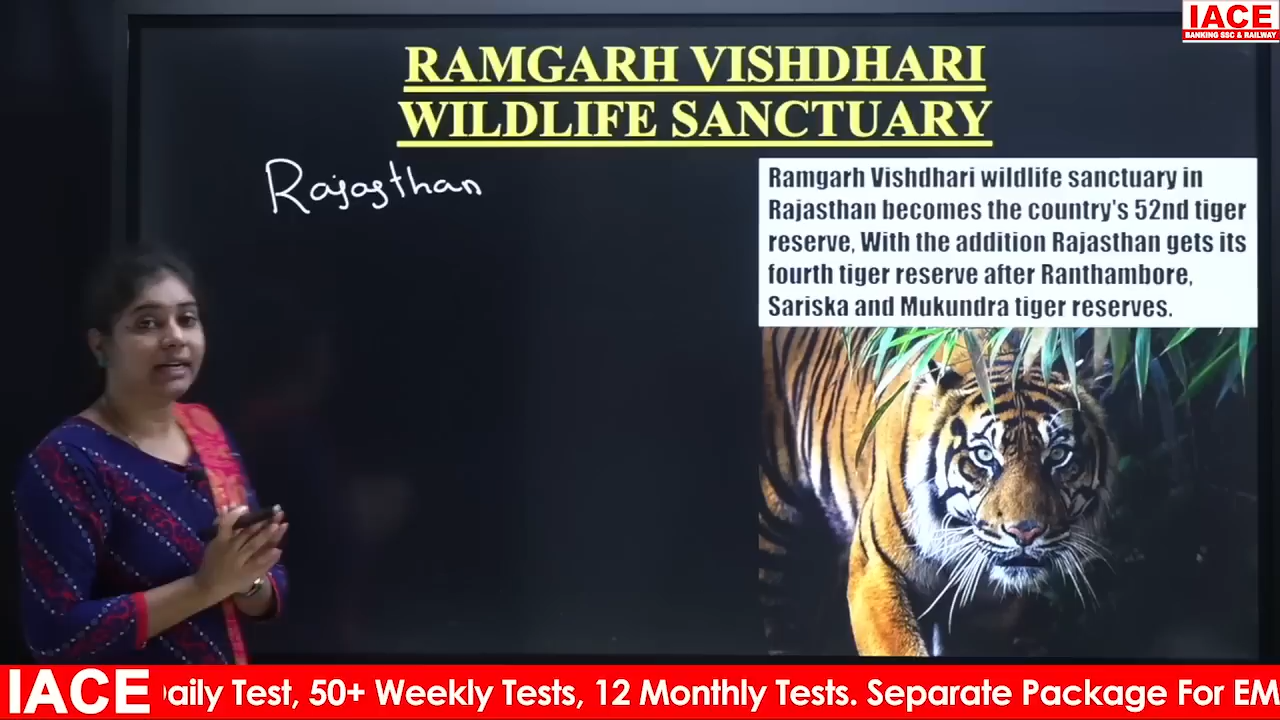 IACE
BANKING SSC & RAILWAY
RAMGARH VISHDHARI
WILDLIFE SANCTUARY
Rajasthan
Ramgarh Vishdhari wildlife sanctuary in
Rajasthan becomes the country's 52nd tiger
reserve, With the addition Rajasthan gets its
fourth tiger reserve after Ranthambore,
Sariska and Mukundra tiger reserves.
IACE Daily Test, 50+ Weekly Tests, 12 Monthly Tests. Separate Package For EM